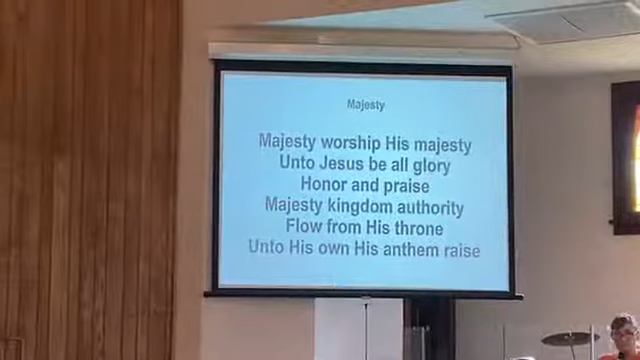 Majesty
Majesty worship His majesty
Unto Jesus be all glory
Honor and praise
Majesty kingdom authority
Flow from His throne
Unto His own His anthem raise